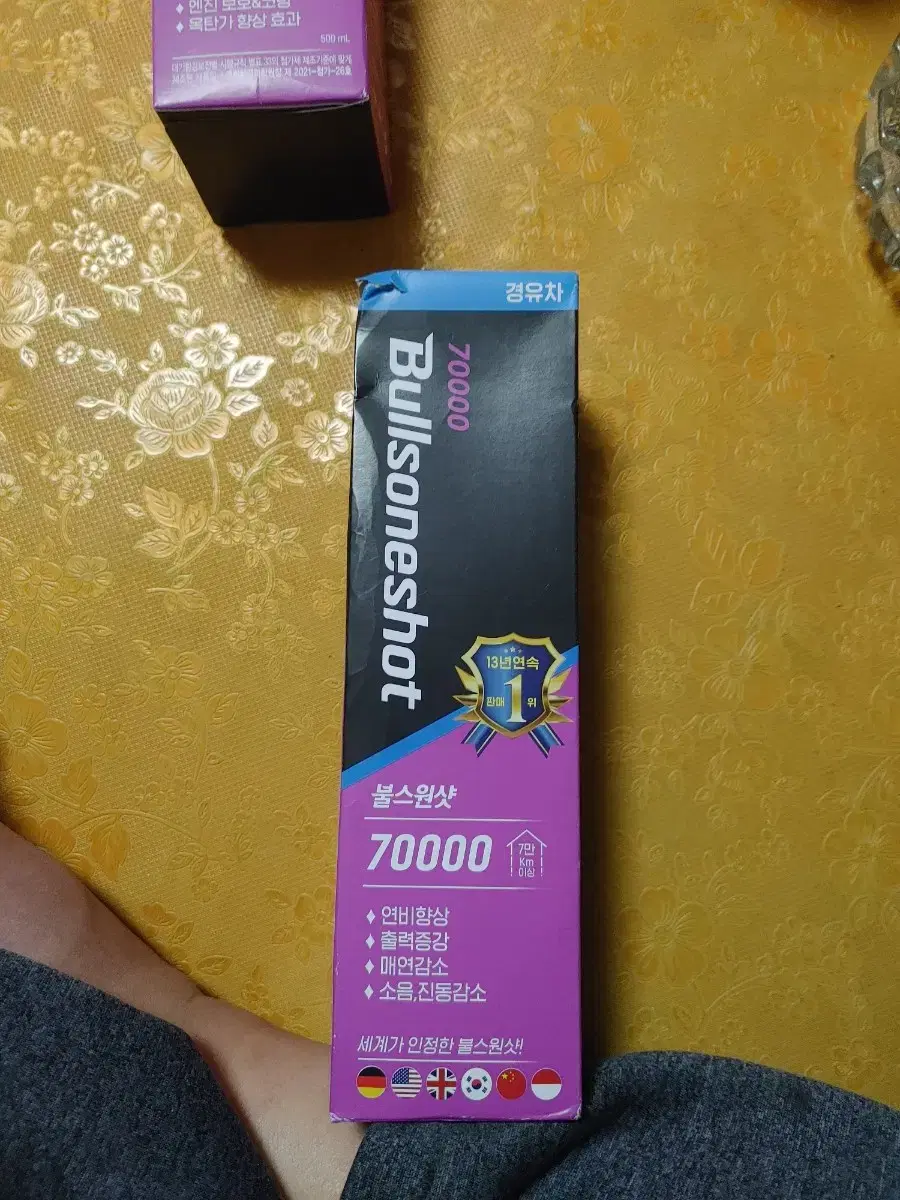 ♦ 엔진 보호&코팅
♦ 옥탄가 향상 효과
500 mL
경유차
70000
Bullsoneshot
13년연속
판매 1 위
불스원샷
70000
7만
Km
이상
♦ 연비향상
♦ 출력증강
♦ 매연감소
♦ 소음,진동감소
세계가 인정한 불스원샷!